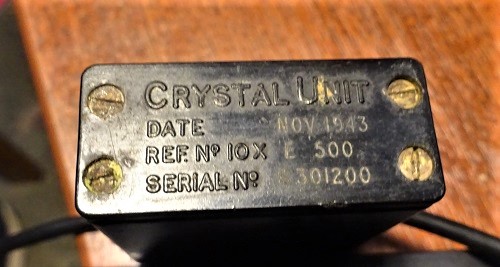 CRYSTAL UNIT
DATE NOV 1943
REF. Nº 10X E 500
SERIAL Nº 301200